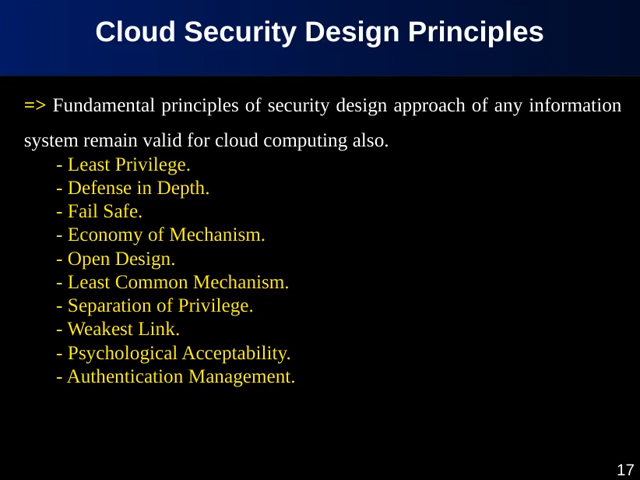 Cloud Security Design Principles
=> Fundamental principles of security design approach of any information
system remain valid for cloud computing also.
- Least Privilege.
- Defense in Depth.
- Fail Safe.
- Economy of Mechanism.
- Open Design.
- Least Common Mechanism.
- Separation of Privilege.
- Weakest Link.
- Psychological Acceptability.
- Authentication Management.
17